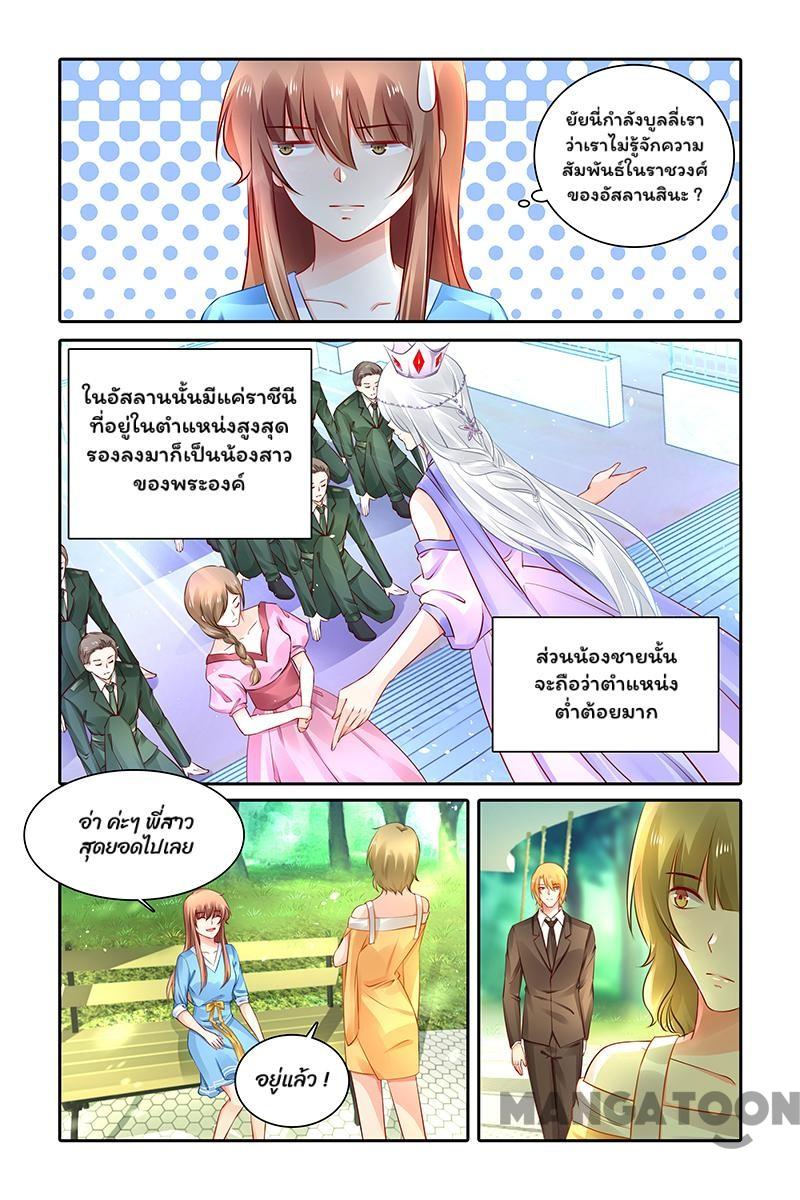 ยัยนี่กำลังบูลลี่เรา
ว่าเราไม่รู้จักความ
สัมพันธ์ในราชวงศ์
ของอัสลานสินะ ?
ในอัสลานนั้นมีแค่ราชินี
ที่อยู่ในตำแหน่งสูงสุด
รองลงมาก็เป็นน้องสาว
ของพระองค์
ส่วนน้องชายนั้น
จะถือว่าตำแหน่ง
ต่ำต้อยมาก
อ่า ค่ะๆ พี่สาว
สุดยอดไปเลย
อยู่แล้ว !
MANGATOON